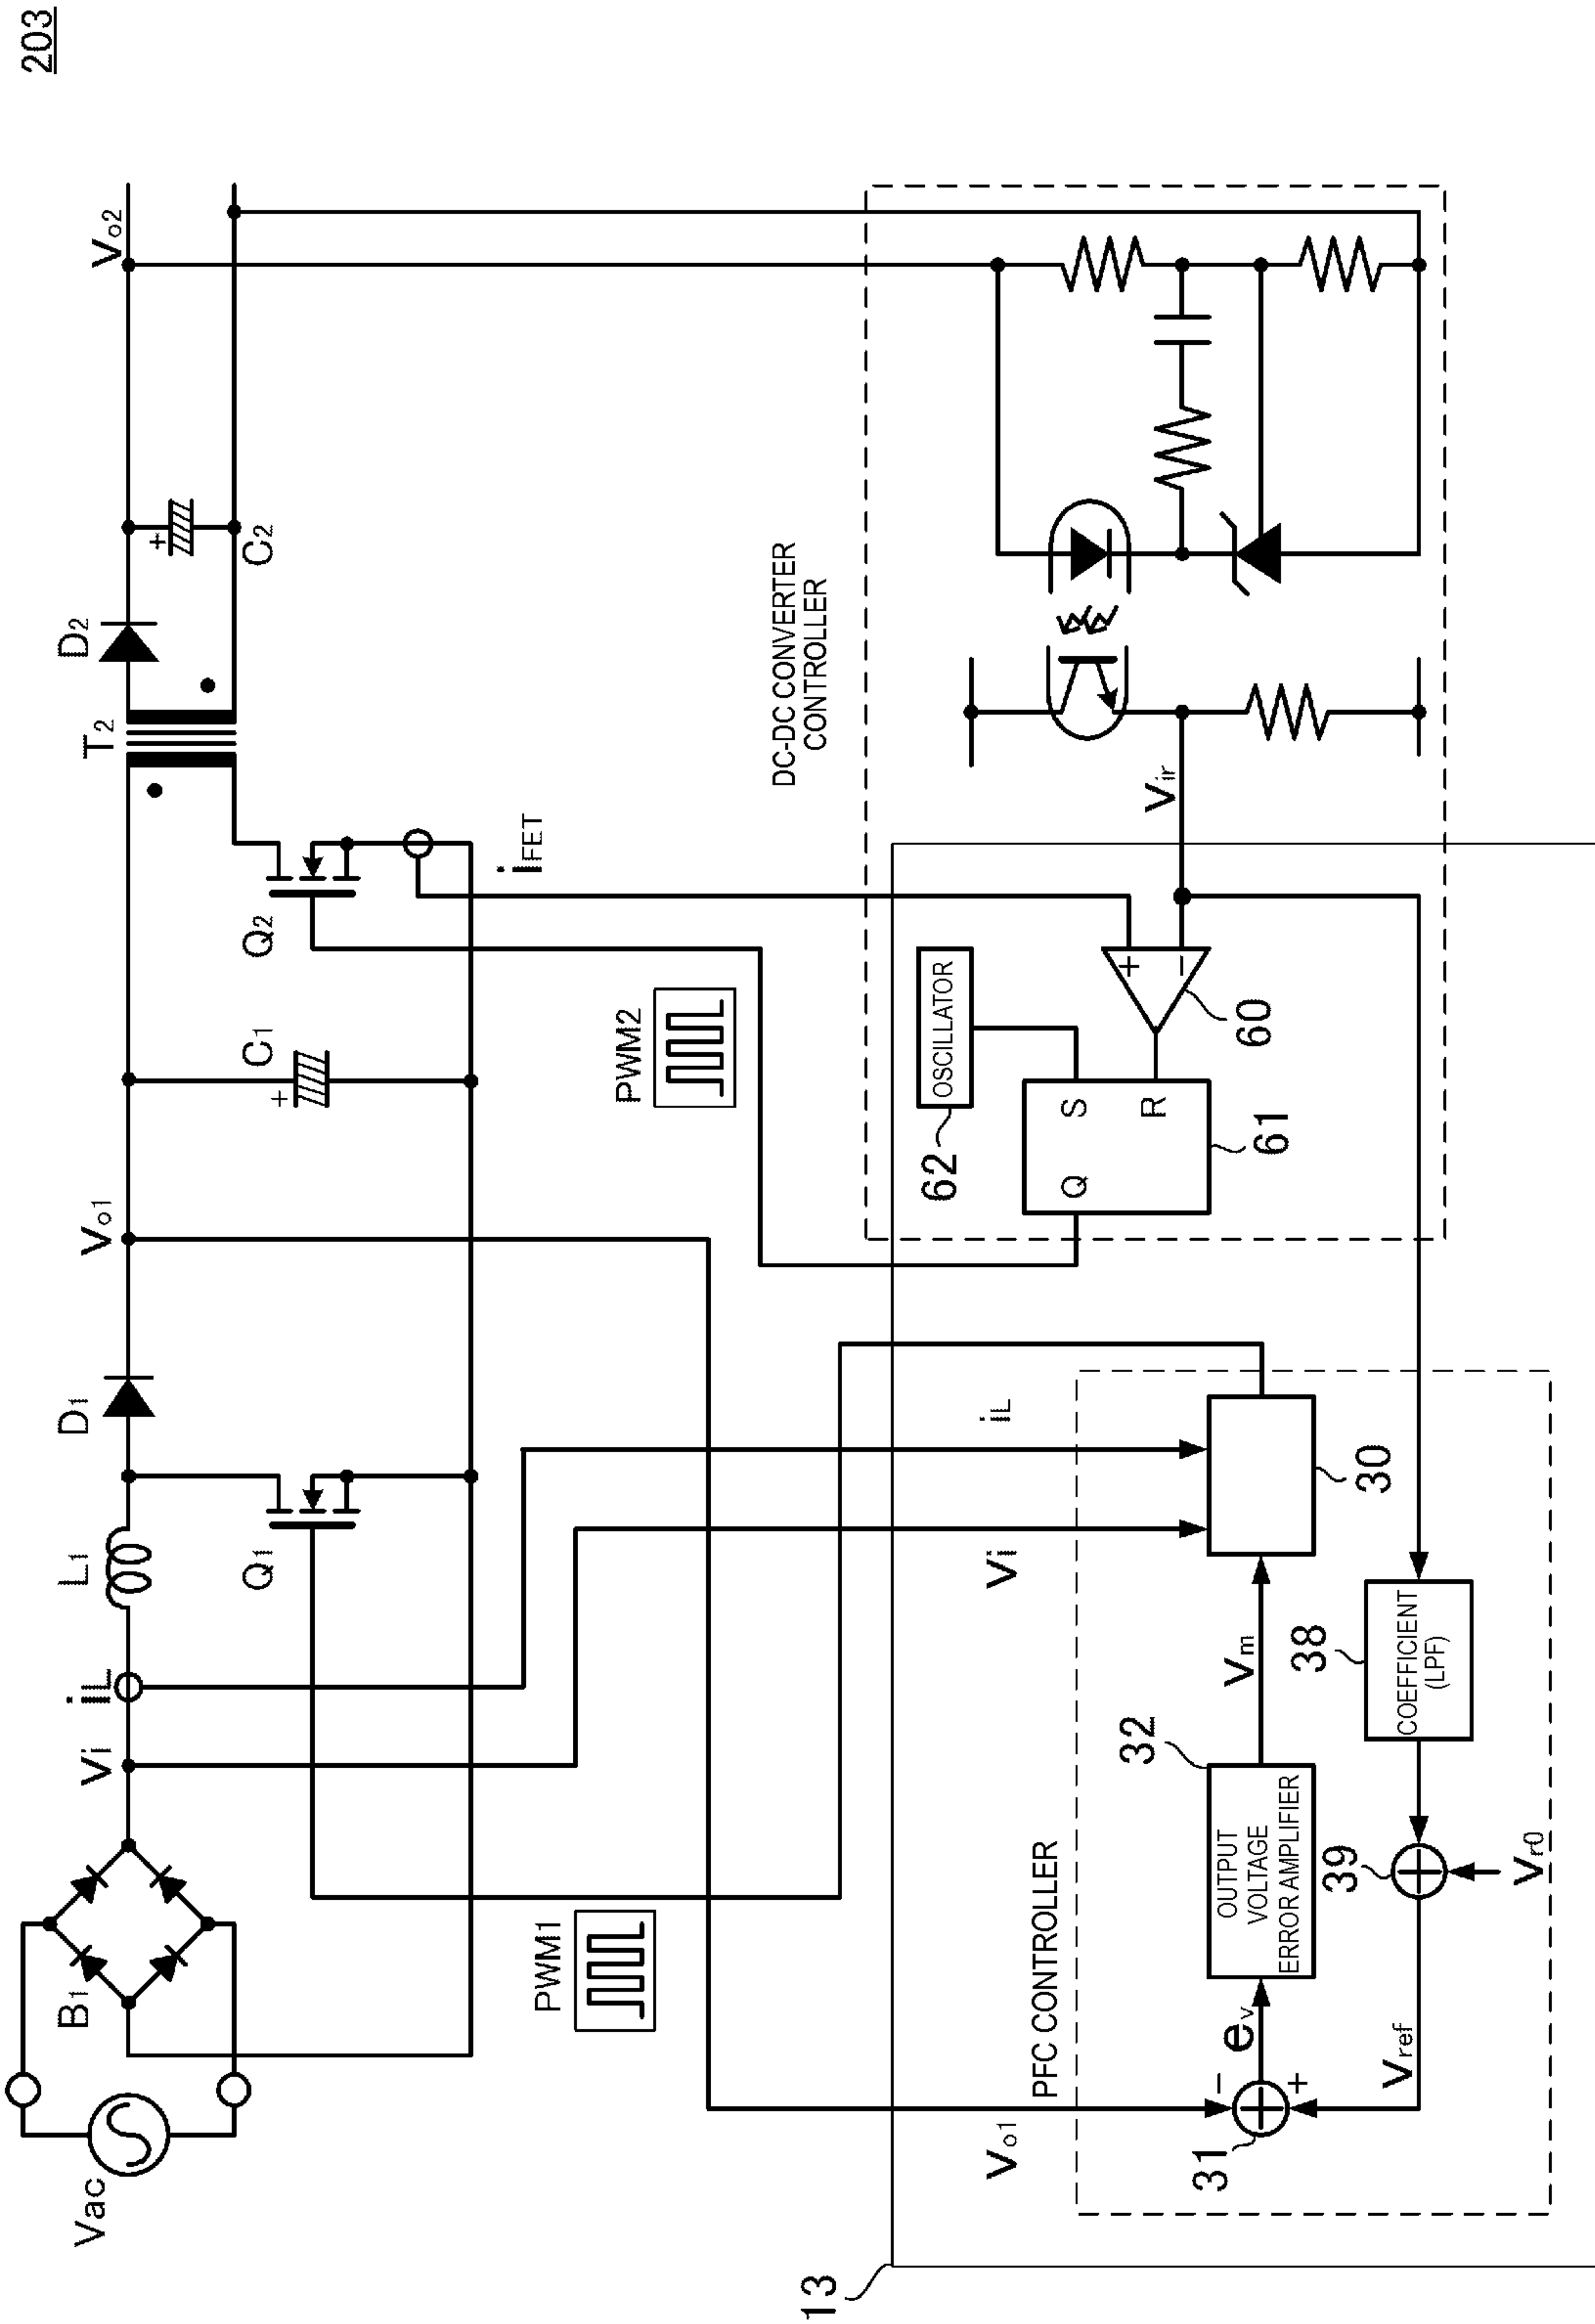 203
Vac
B1
Vi
iL
L1
Q1
D1
Vo1
C1
+
Q2
iFET
T2
D2
+
C2
Vo2
PWM1
PWM2
DC-DC CONVERTER
CONTROLLER
Vir
OSCILLATOR
62
S
R
Q
61
+
−
60
13
PFC CONTROLLER
Vo1
Vi
iL
30
31
−
+
ev
OUTPUT
VOLTAGE
ERROR AMPLIFIER
32
Vm
COEFFICIENT
(LPF)
38
39
Vr0
Vref